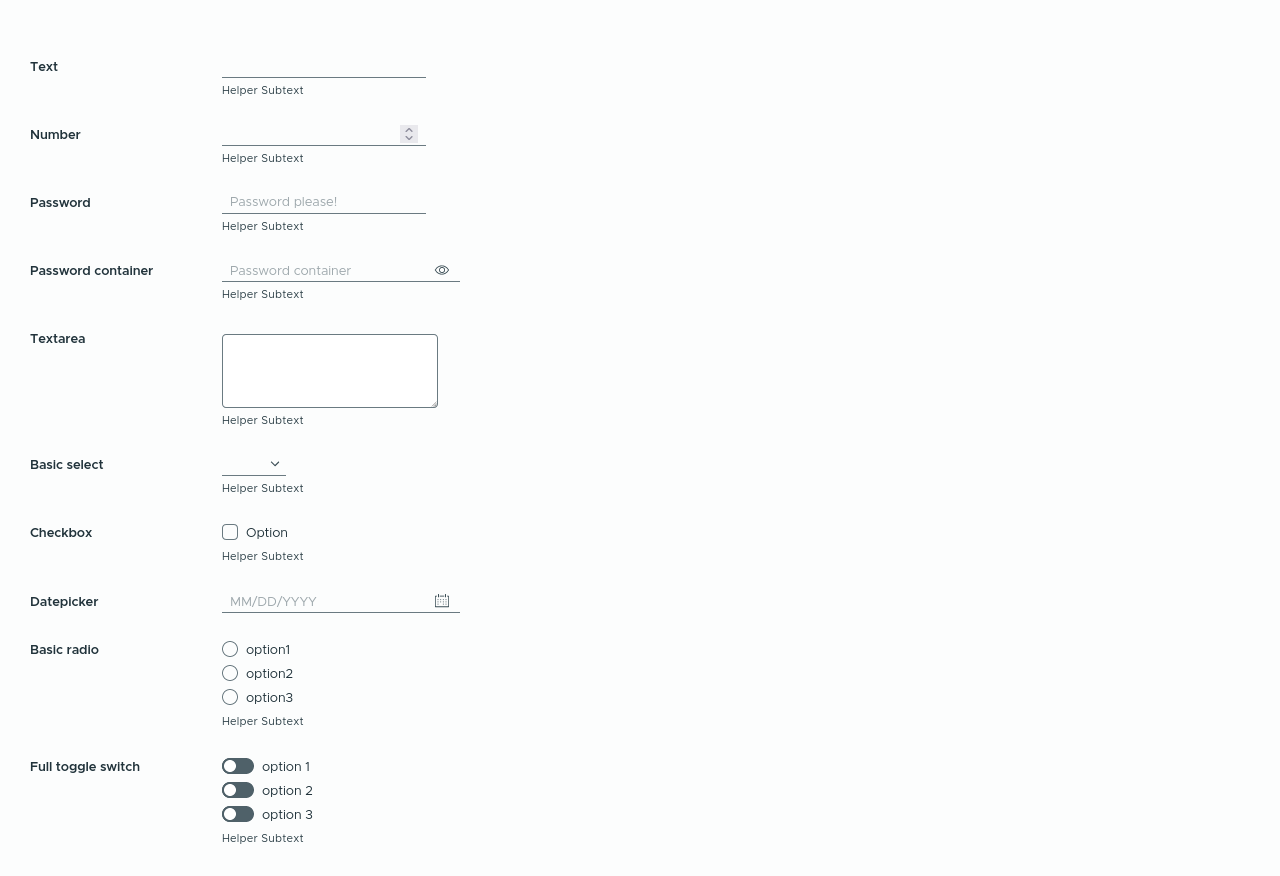 Text
Helper Subtext
Number
Helper Subtext
Password Password please!
Helper Subtext
Password container Password container
Helper Subtext
Textarea
Helper Subtext
Basic select
Helper Subtext
Checkbox Option
Helper Subtext
Datepicker MM/DD/YYYY
Basic radio option1
option2
option3
Helper Subtext
Full toggle switch option 1
option 2
option 3
Helper Subtext